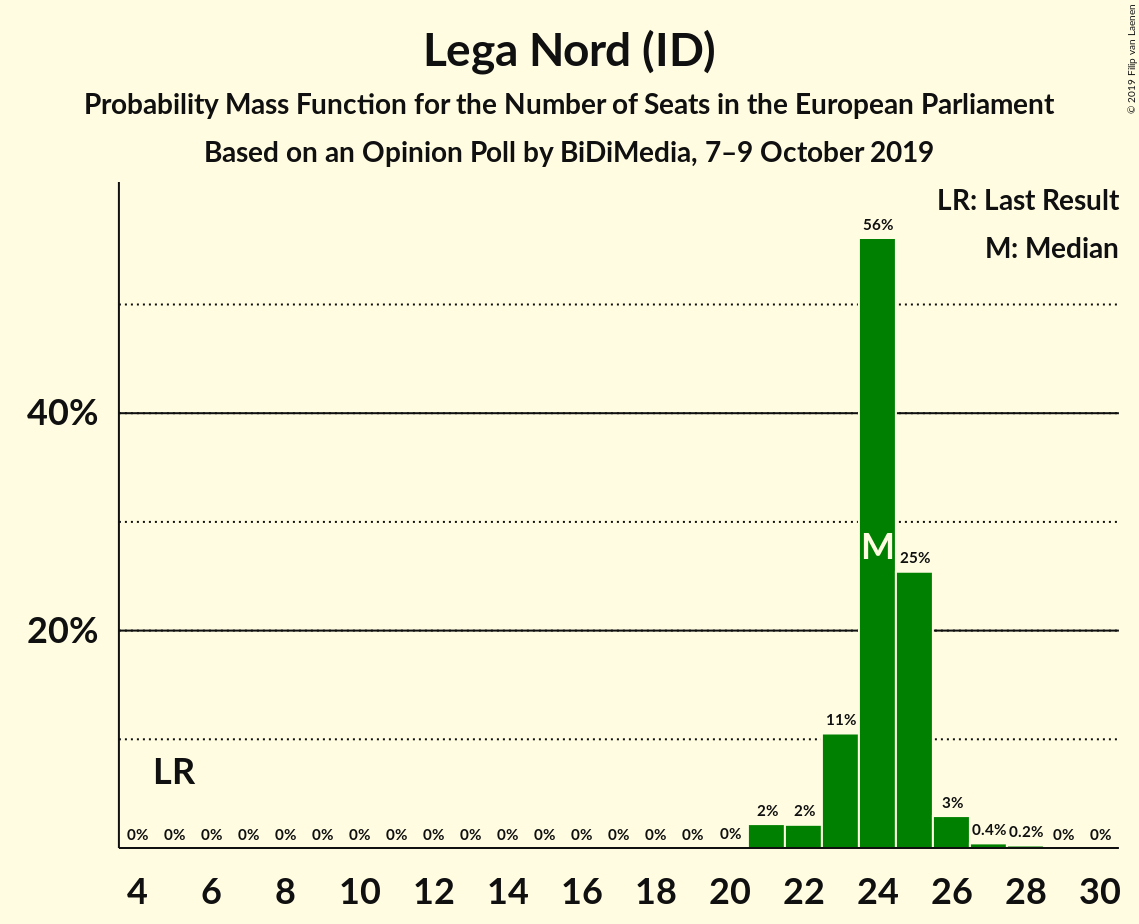 Lega Nord (ID)
Probability Mass Function for the Number of Seats in the European Parliament
Based on an Opinion Poll by BiDiMedia, 7–9 October 2019
© 2019 Filip van Laenen
LR: Last Result
M: Median
56%
40%
M
25%
20%
11%
LR
2% 2% 3%
0% 0% 0% 0% 0% 0% 0% 0% 0% 0% 0% 0% 0% 0% 0% 0% 0% 0.4% 0.2% 0% 0%
4 6 8 10 12 14 16 18 20 22 24 26 28 30